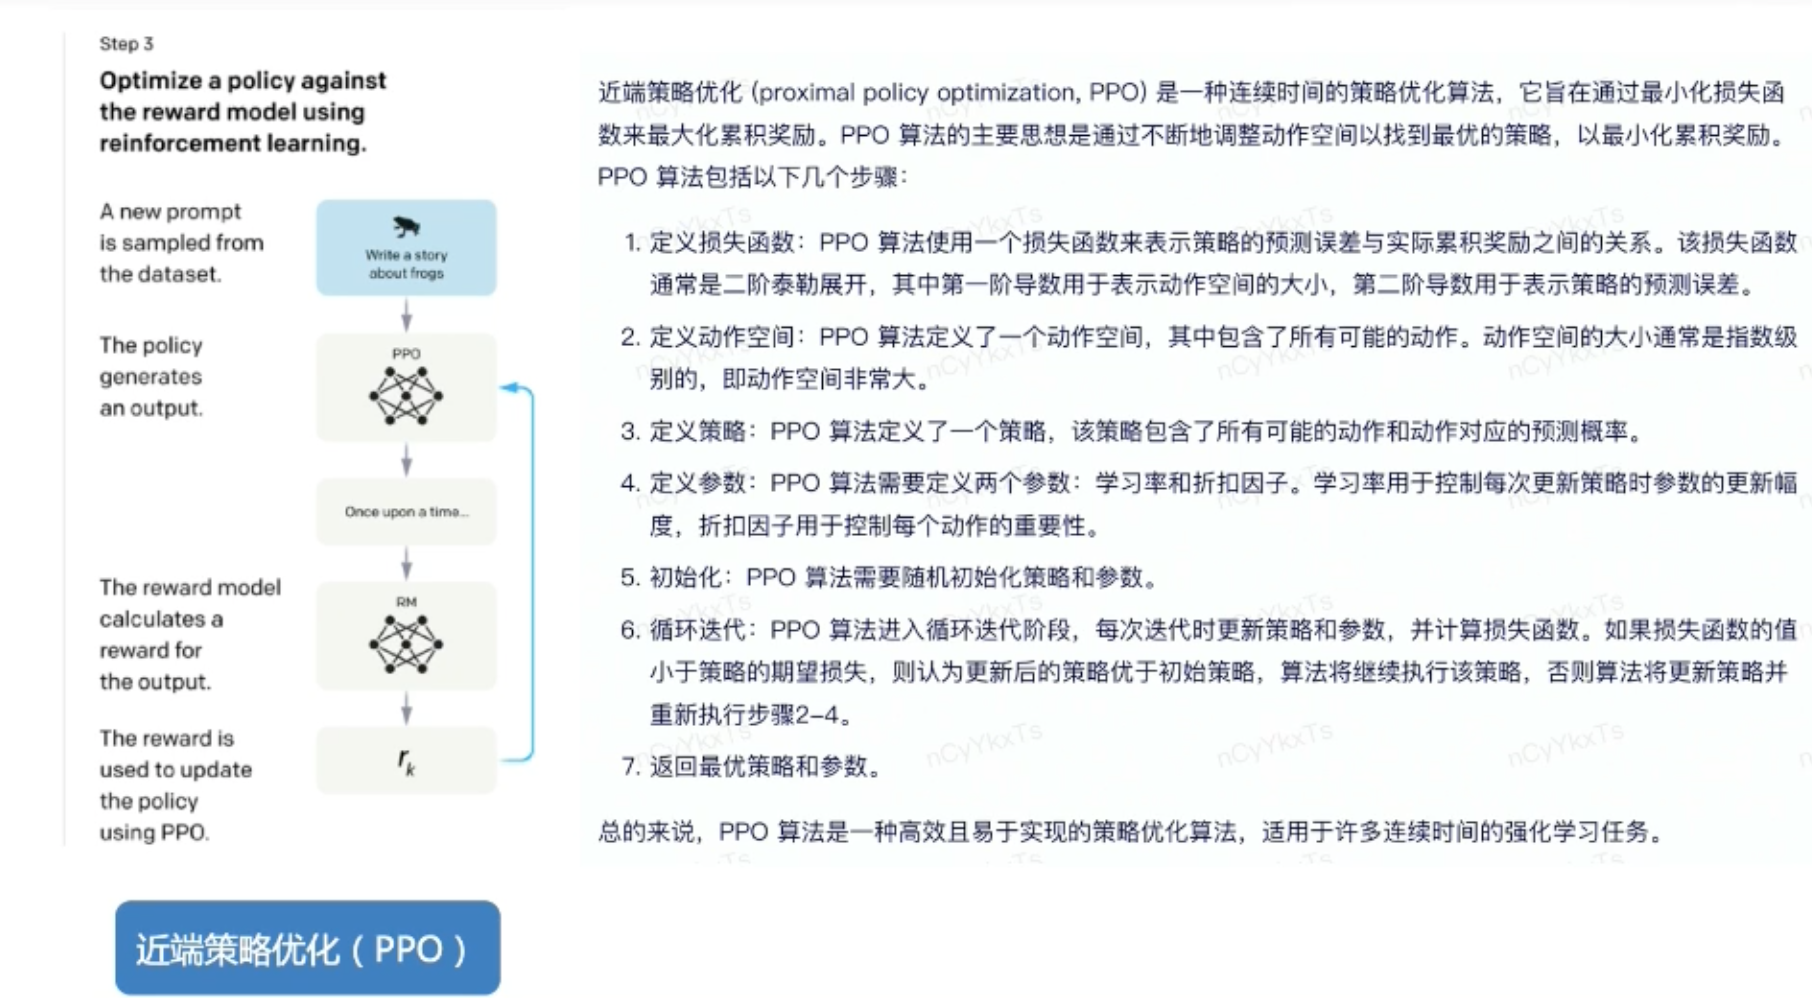 Step 3
Optimize a policy against
the reward model using
reinforcement learning.
A new prompt
is sampled from
the dataset.
Write a story
about frogs
The policy
generates
an output.
PPO
Once upon a time...
The reward model
calculates a
reward for
the output.
RM
The reward is
used to update
the policy
using PPO.
rk
近端策略优化（PPO）
近端策略优化 (proximal policy optimization, PPO) 是一种连续时间的策略优化算法，它旨在通过最小化损失函
数来最大化累积奖励。PPO 算法的主要思想是通过不断地调整动作空间以找到最优的策略，以最小化累积奖励。
PPO 算法包括以下几个步骤：
1. 定义损失函数：PPO 算法使用一个损失函数来表示策略的预测误差与实际累积奖励之间的关系。该损失函数
通常是二阶泰勒展开，其中第一阶导数用于表示动作空间的大小，第二阶导数用于表示策略的预测误差。
2. 定义动作空间：PPO 算法定义了一个动作空间，其中包含了所有可能的动作。动作空间的大小通常是指数级
别的，即动作空间非常大。
3. 定义策略：PPO 算法定义了一个策略，该策略包含了所有可能的动作和动作对应的预测概率。
4. 定义参数：PPO 算法需要定义两个参数：学习率和折扣因子。学习率用于控制每次更新策略时参数的更新幅
度，折扣因子用于控制每个动作的重要性。
5. 初始化：PPO 算法需要随机初始化策略和参数。
6. 循环迭代：PPO 算法进入循环迭代阶段，每次迭代时更新策略和参数，并计算损失函数。如果损失函数的值
小于策略的期望损失，则认为更新后的策略优于初始策略，算法将继续执行该策略，否则算法将更新策略并
重新执行步骤2-4。
7. 返回最优策略和参数。
总的来说，PPO 算法是一种高效且易于实现的策略优化算法，适用于许多连续时间的强化学习任务。
nCyYkxTs